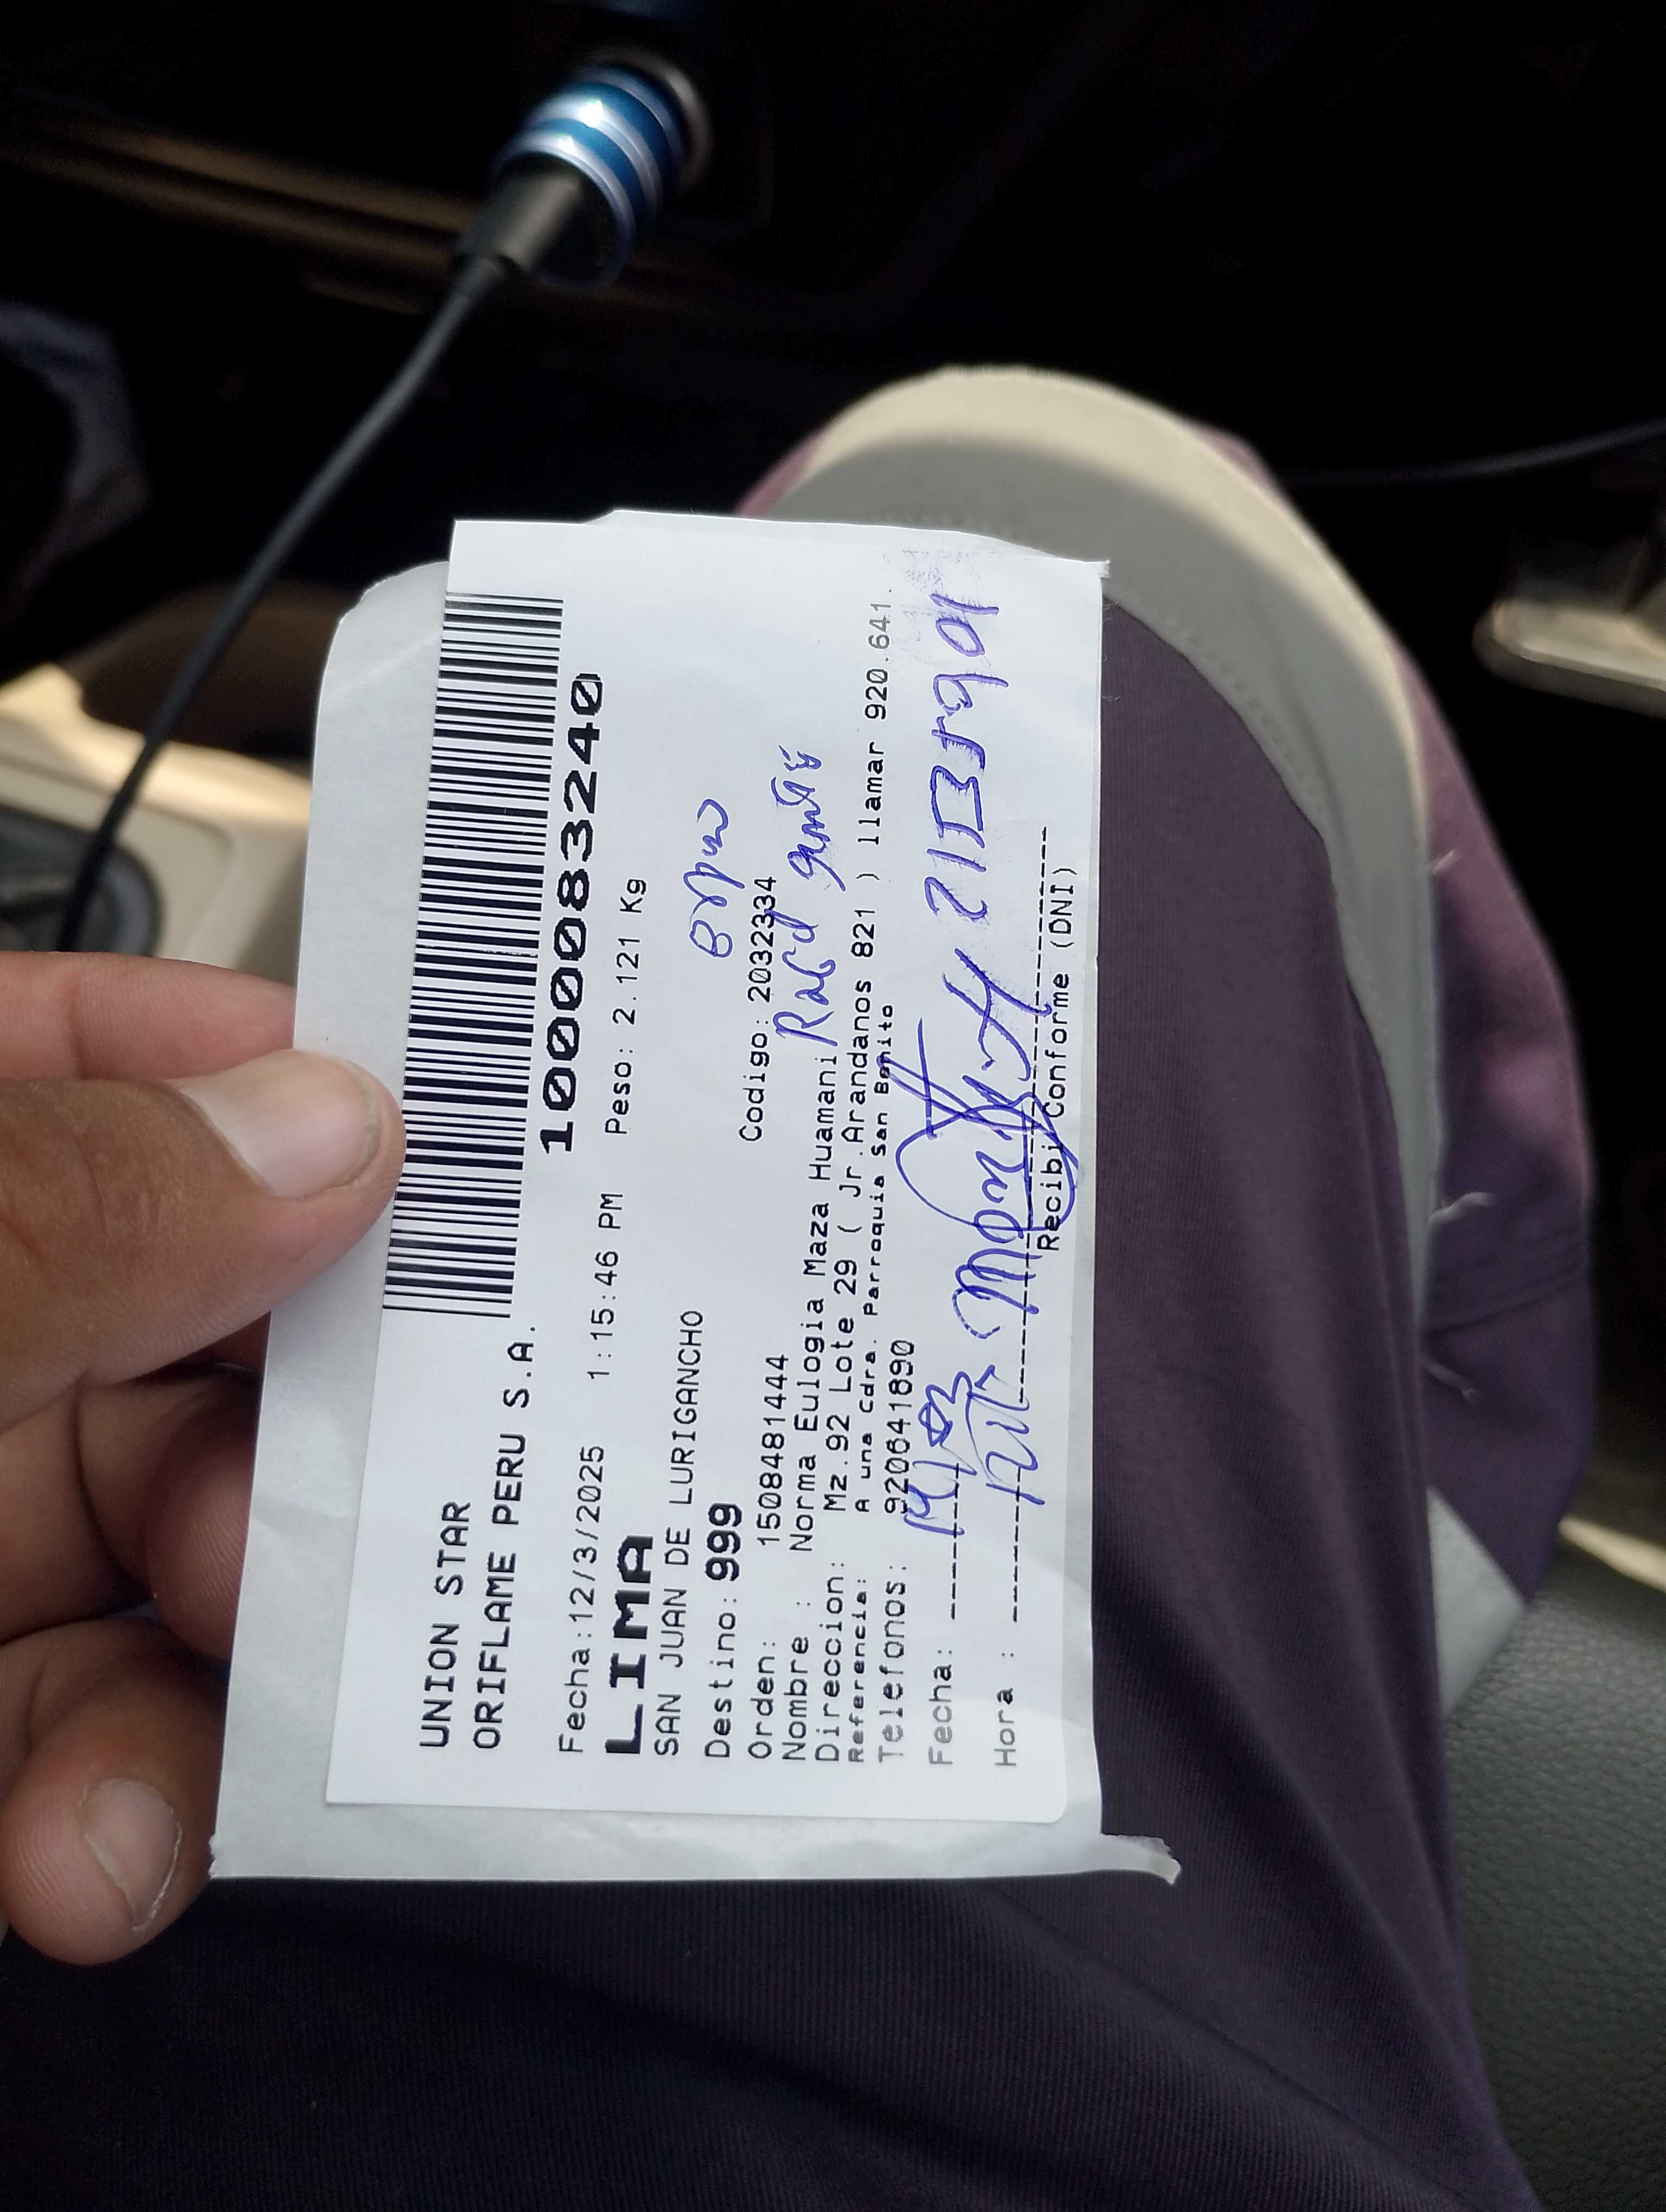 UNION STAR
ORIFLAME PERU S.A.
1000083240
Fecha:12/3/2025 1:15:46 PM Peso: 2.121 Kg
LIMA
SAN JUAN DE LURIGANCHO
Destino: 999
Orden: 1508481444 Codigo: 2032334
Nombre : Norma Eulogia Maza Huamani
Direccion: Mz.92 Lote 29 ( Jr.Arandanos 821 ) llamar 920.641.
Referencia: A una Cdra. Parroquia San Benito
Telefonos: 920641890
Fecha:
Hora :
Recibi Conforme (DNI)